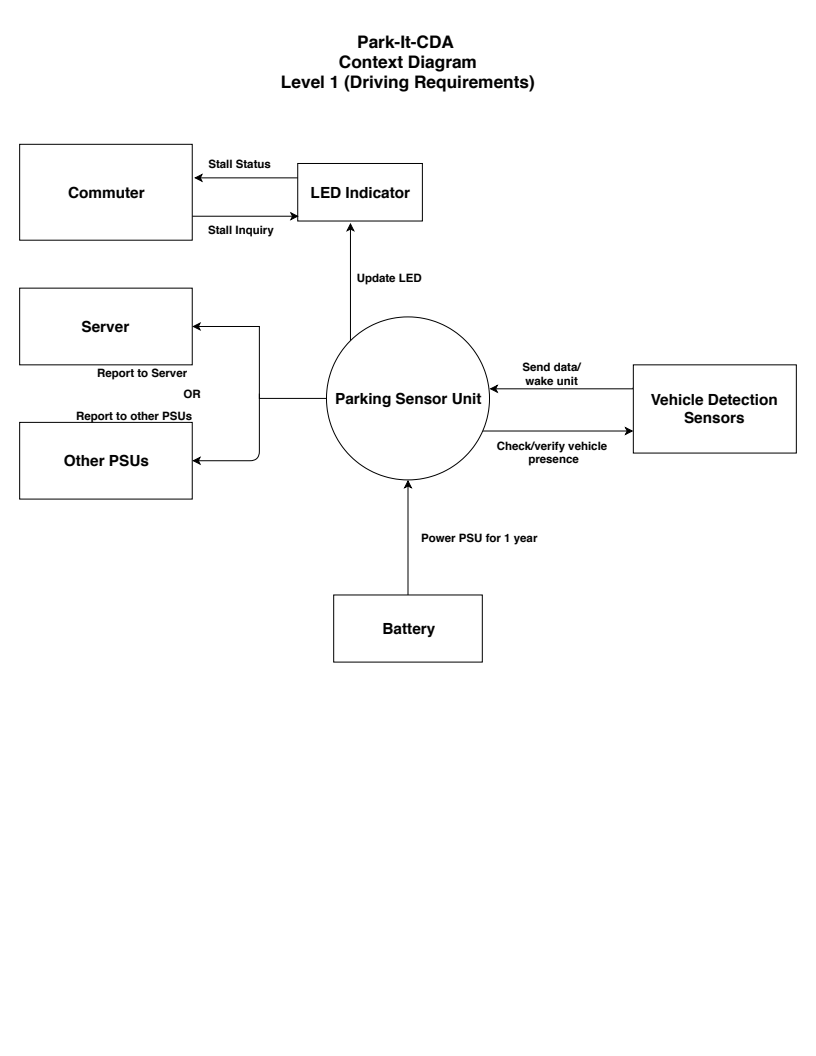 Park-It-CDA
Context Diagram
Level 1 (Driving Requirements)
Stall Status
Commuter
LED Indicator
Stall Inquiry
Update LED
Server
Report to Server
OR
Report to other PSUs
Other PSUs
Parking Sensor Unit
Send data/
wake unit
Vehicle Detection
Sensors
Check/verify vehicle
presence
Power PSU for 1 year
Battery